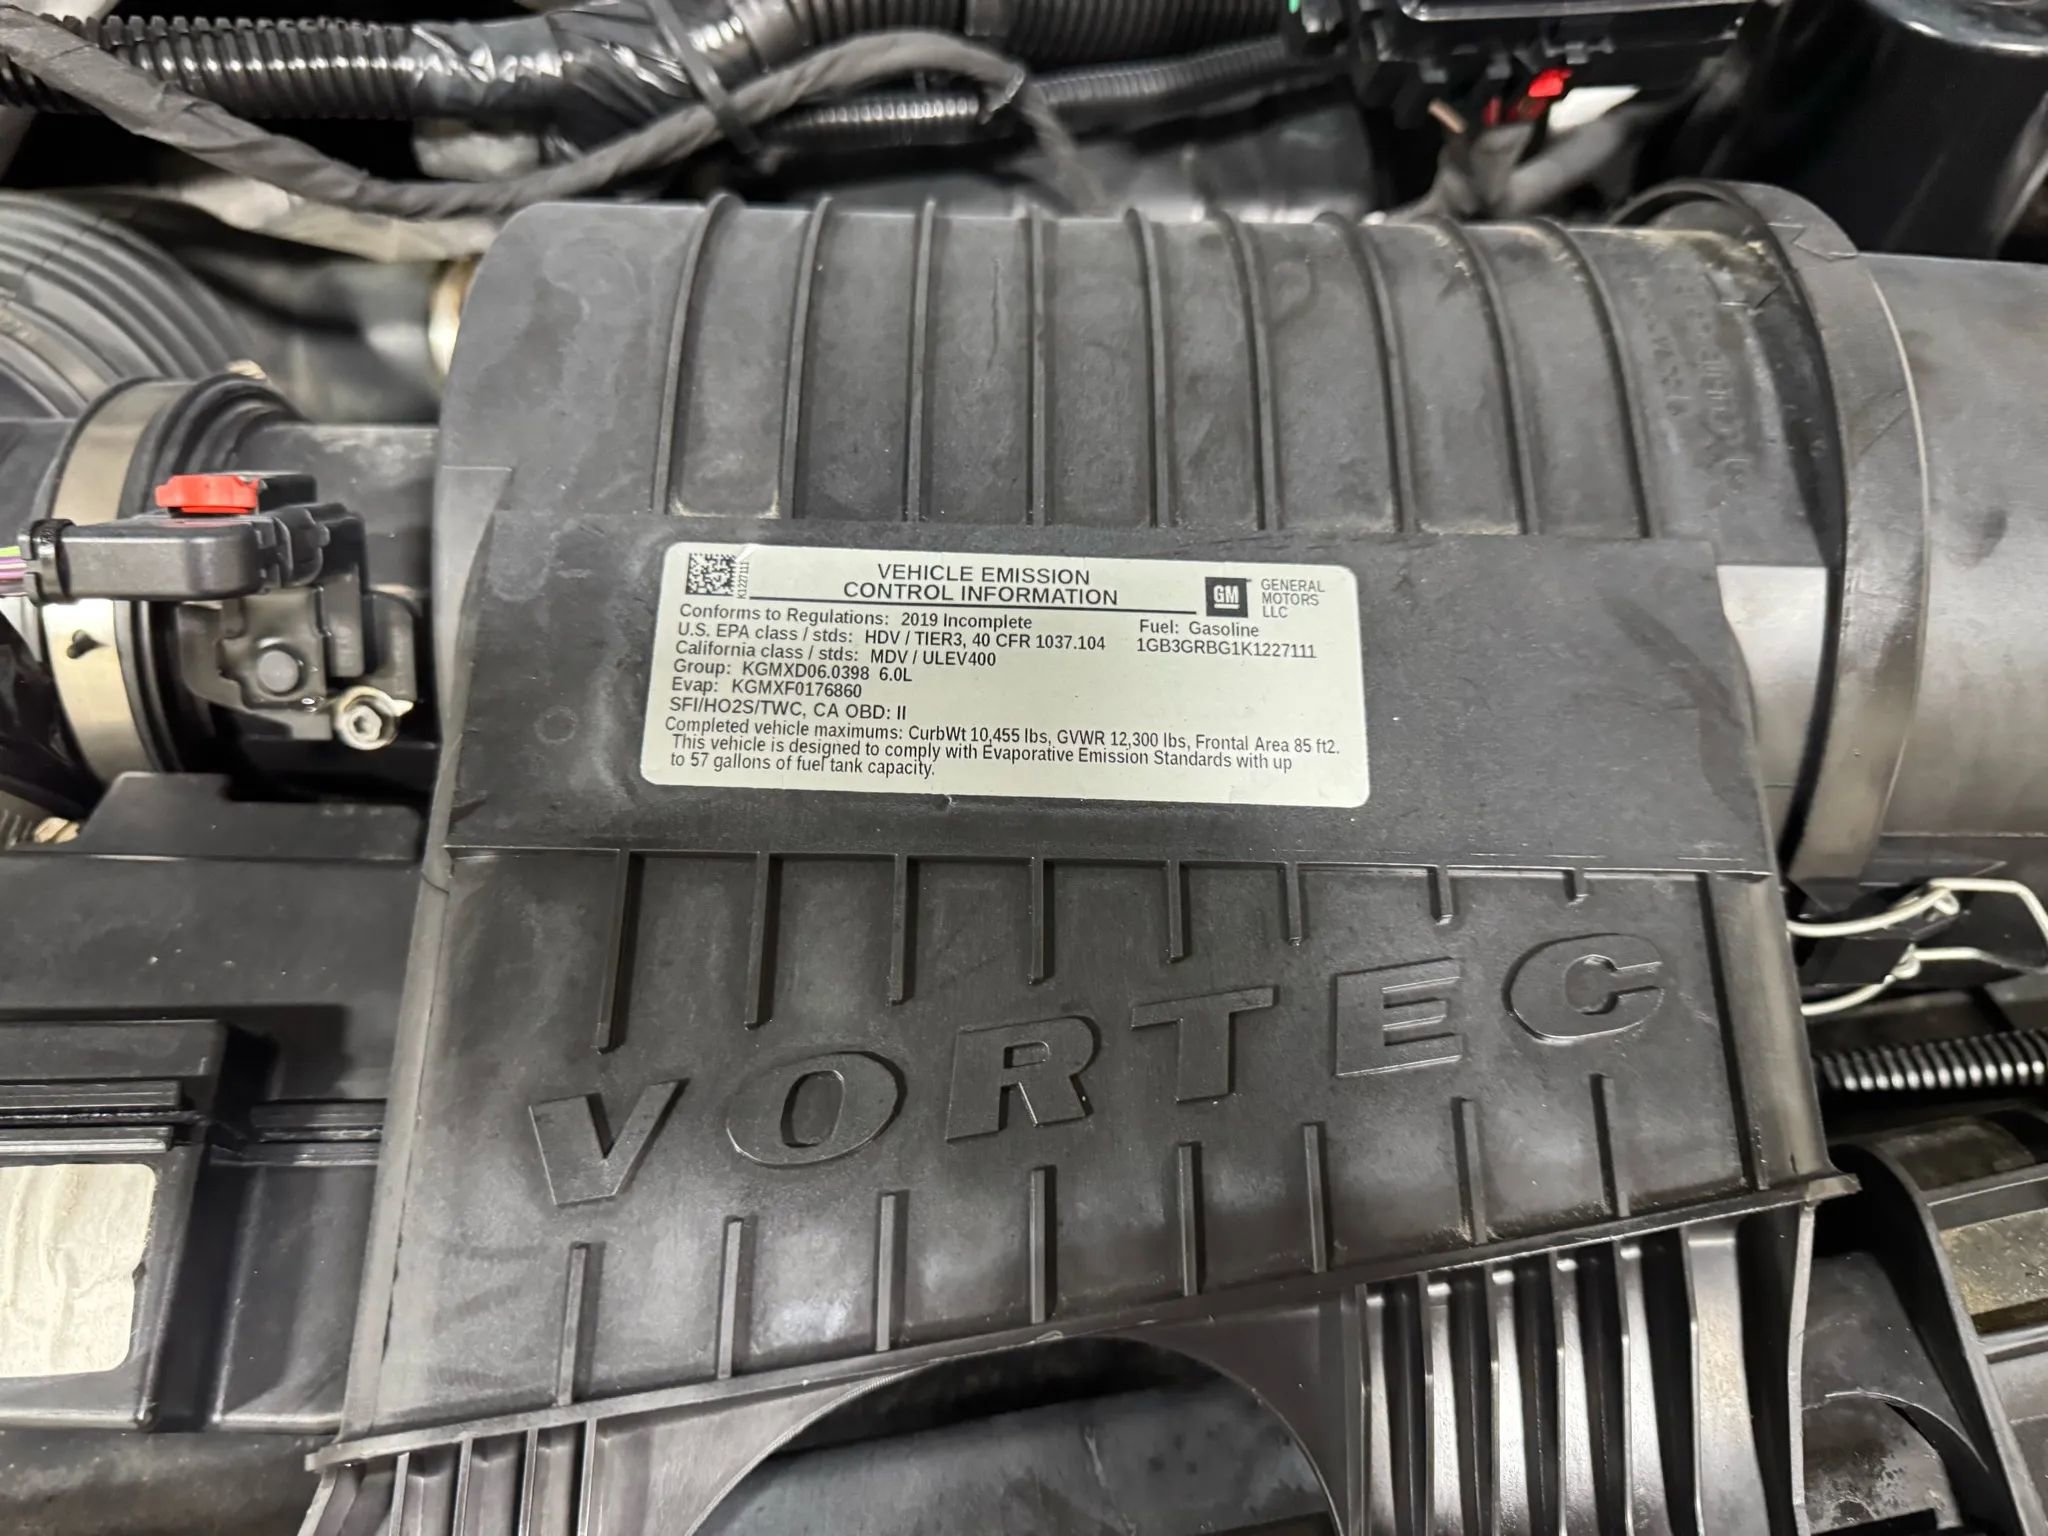 K1227111
VEHICLE EMISSION
CONTROL INFORMATION
GM
GENERAL
MOTORS
LLC
Conforms to Regulations: 2019 Incomplete
Fuel: Gasoline
U.S. EPA class / stds: HDV / TIER3, 40 CFR 1037.104
1GB3GRBG1K1227111
California class / stds: MDV / ULEV400
Group: KGMXD06.0398 6.0L
Evap: KGMXF0176860
SFI/HO2S/TWC, CA OBD: II
Completed vehicle maximums: CurbWt 10,455 lbs, GVWR 12,300 lbs, Frontal Area 85 ft2.
This vehicle is designed to comply with Evaporative Emission Standards with up
to 57 gallons of fuel tank capacity.
VORTEC